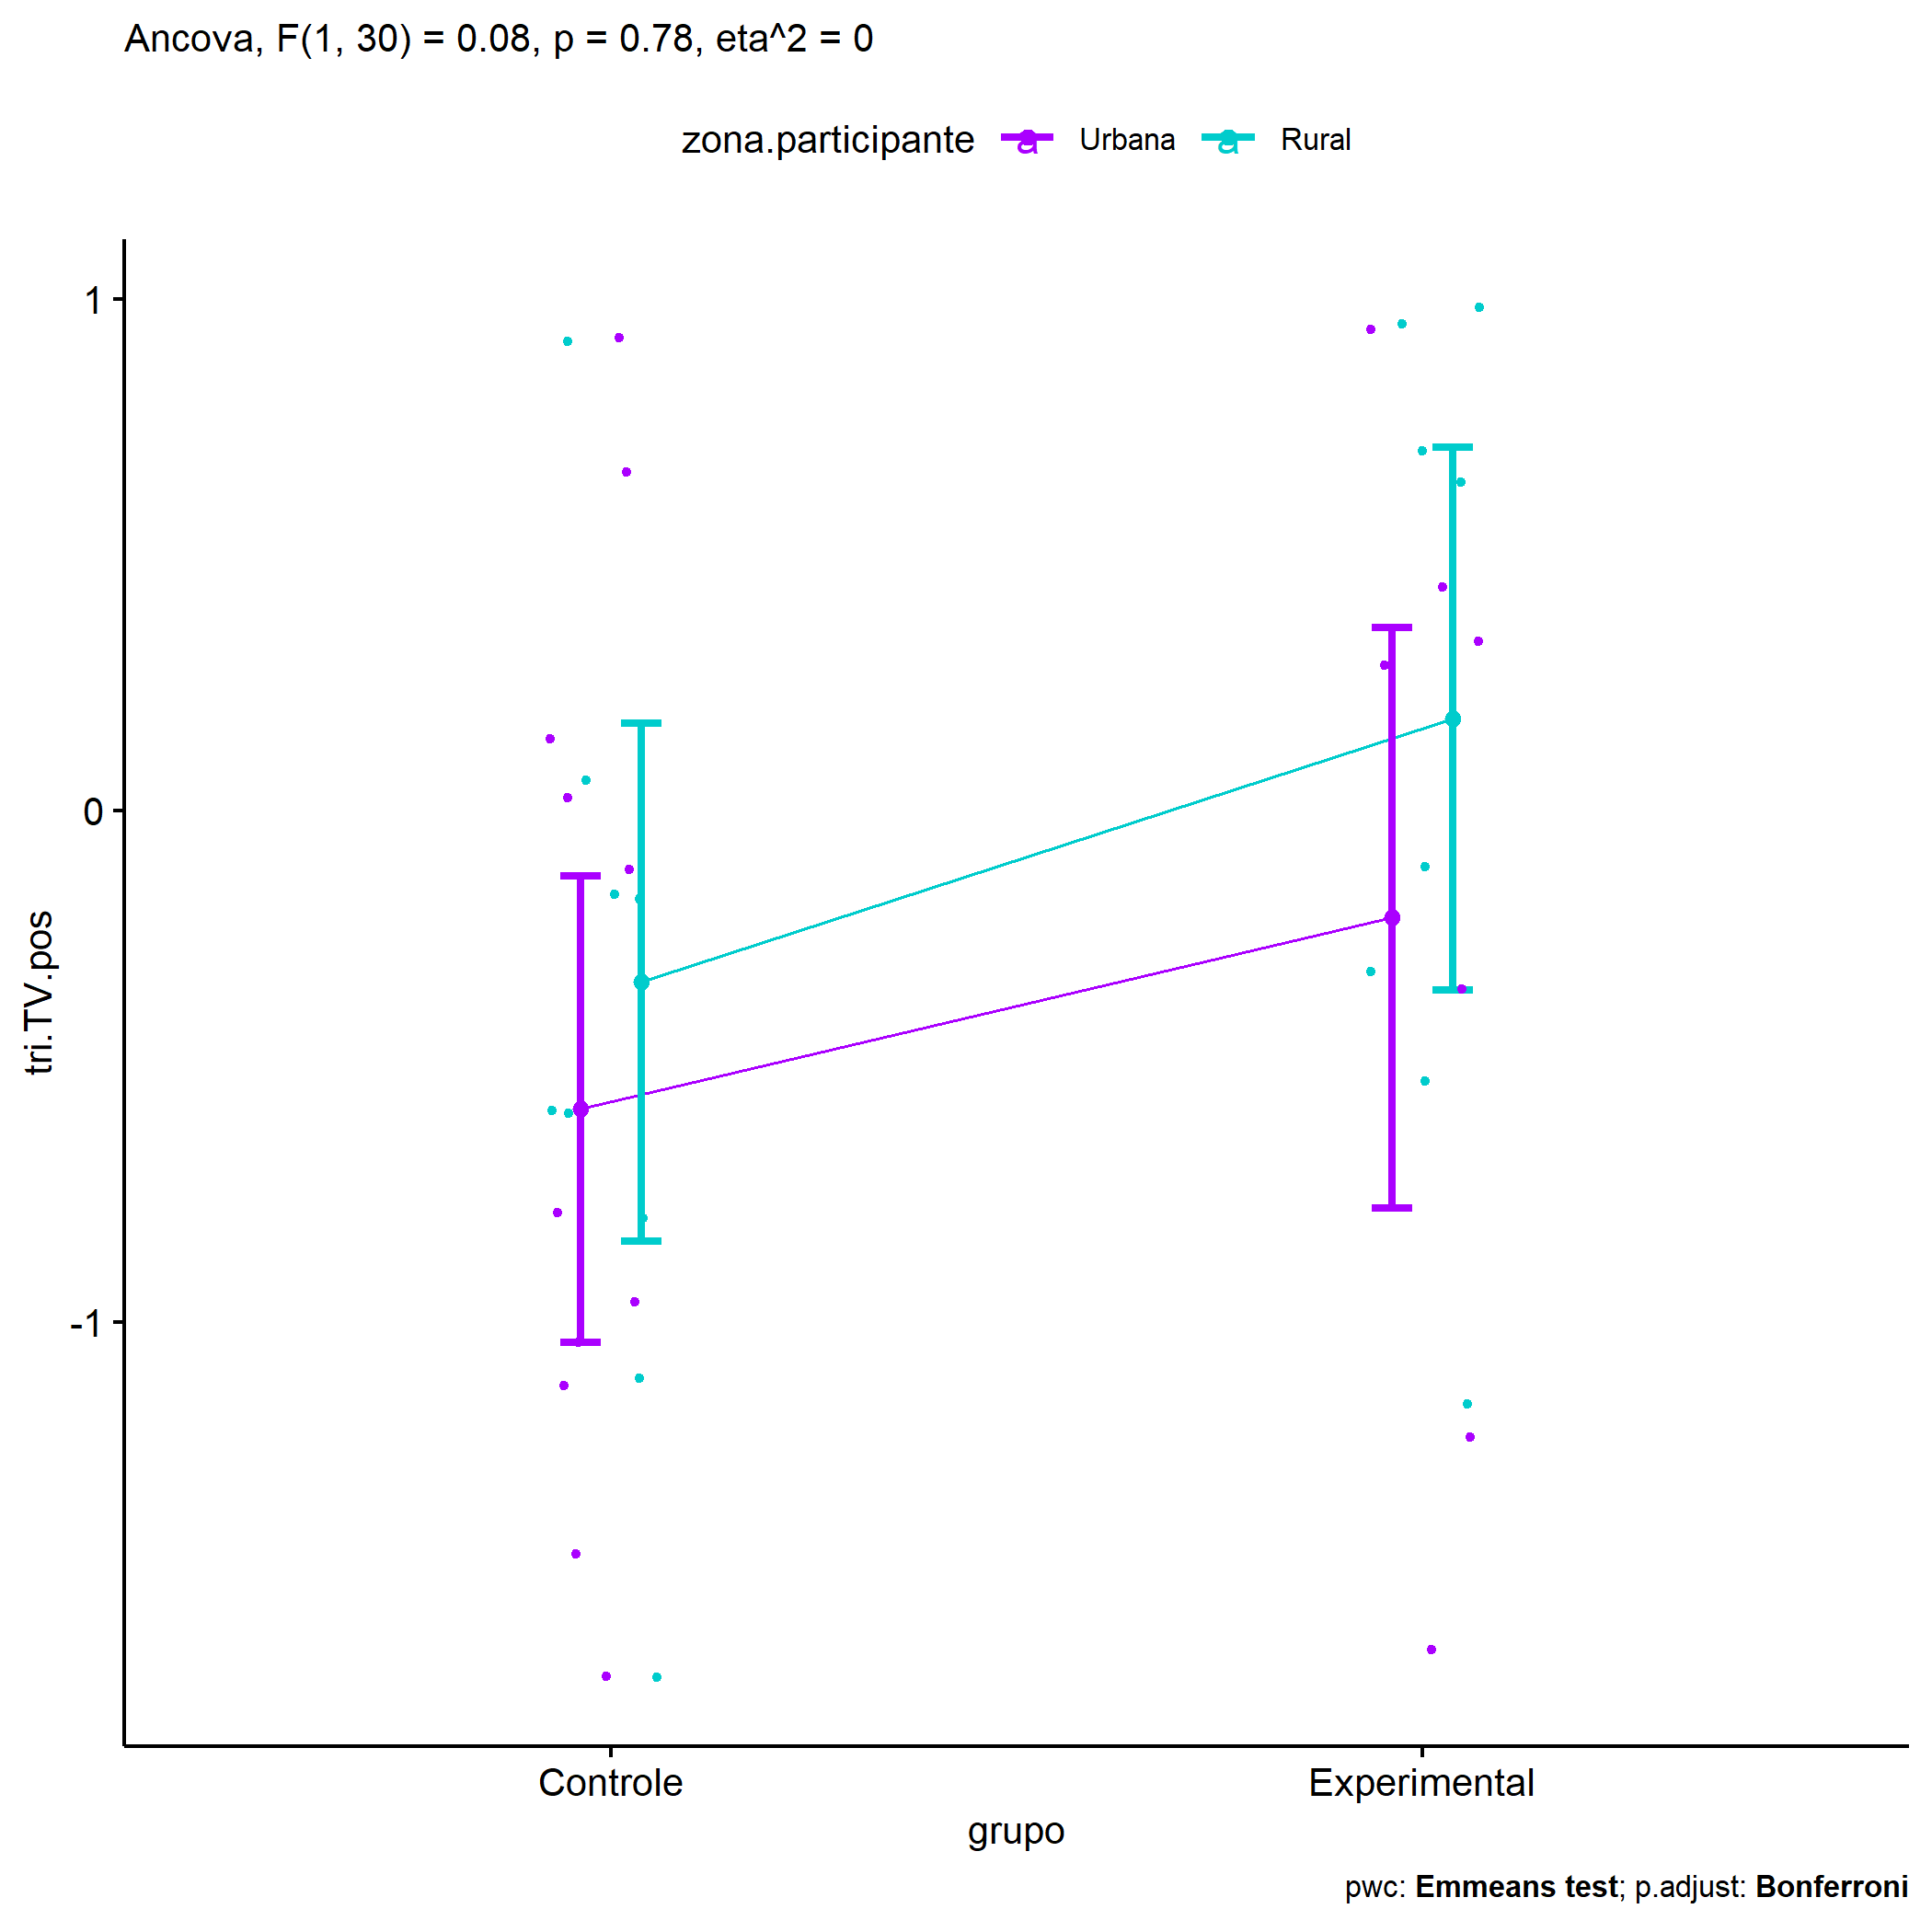 Ancova, F(1, 30) = 0.08, p = 0.78, eta^2 = 0
zona.participante a Urbana a Rural
1
0
-1
tri.TV.pos
Controle Experimental
grupo
pwc: Emmeans test; p.adjust: Bonferroni